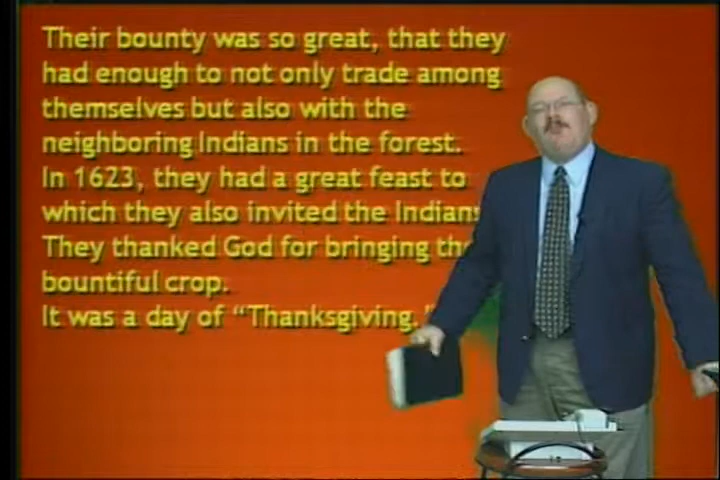 Their bounty was so great, that they
had enough to not only trade among
themselves but also with the
neighboring Indians in the forest.
In 1623, they had a great feast to
which they also invited the Indians
They thanked God for bringing the
bountiful crop.
It was a day of “Thanksgiving.”